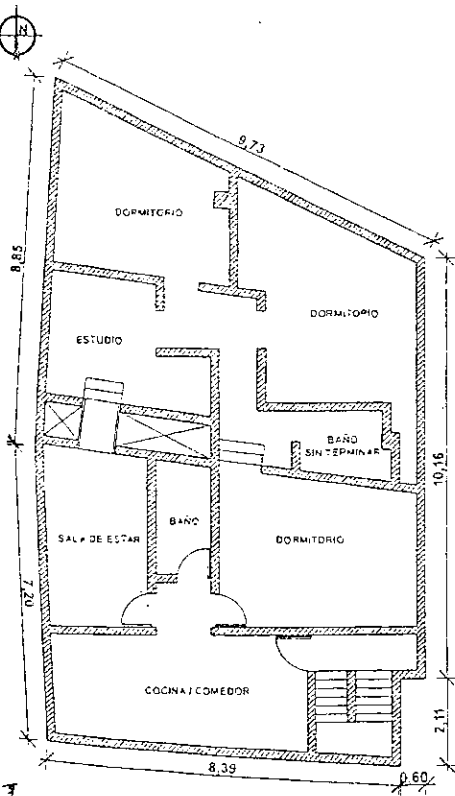 N
9,73
DORMITORIO
8,85
DORMITORIO
ESTUDIO
BAÑO
SIN TERMINAR
10,16
BAÑO
SALA DE ESTAR
DORMITORIO
7,20
COCINA / COMEDOR
2,11
8,39
0,60